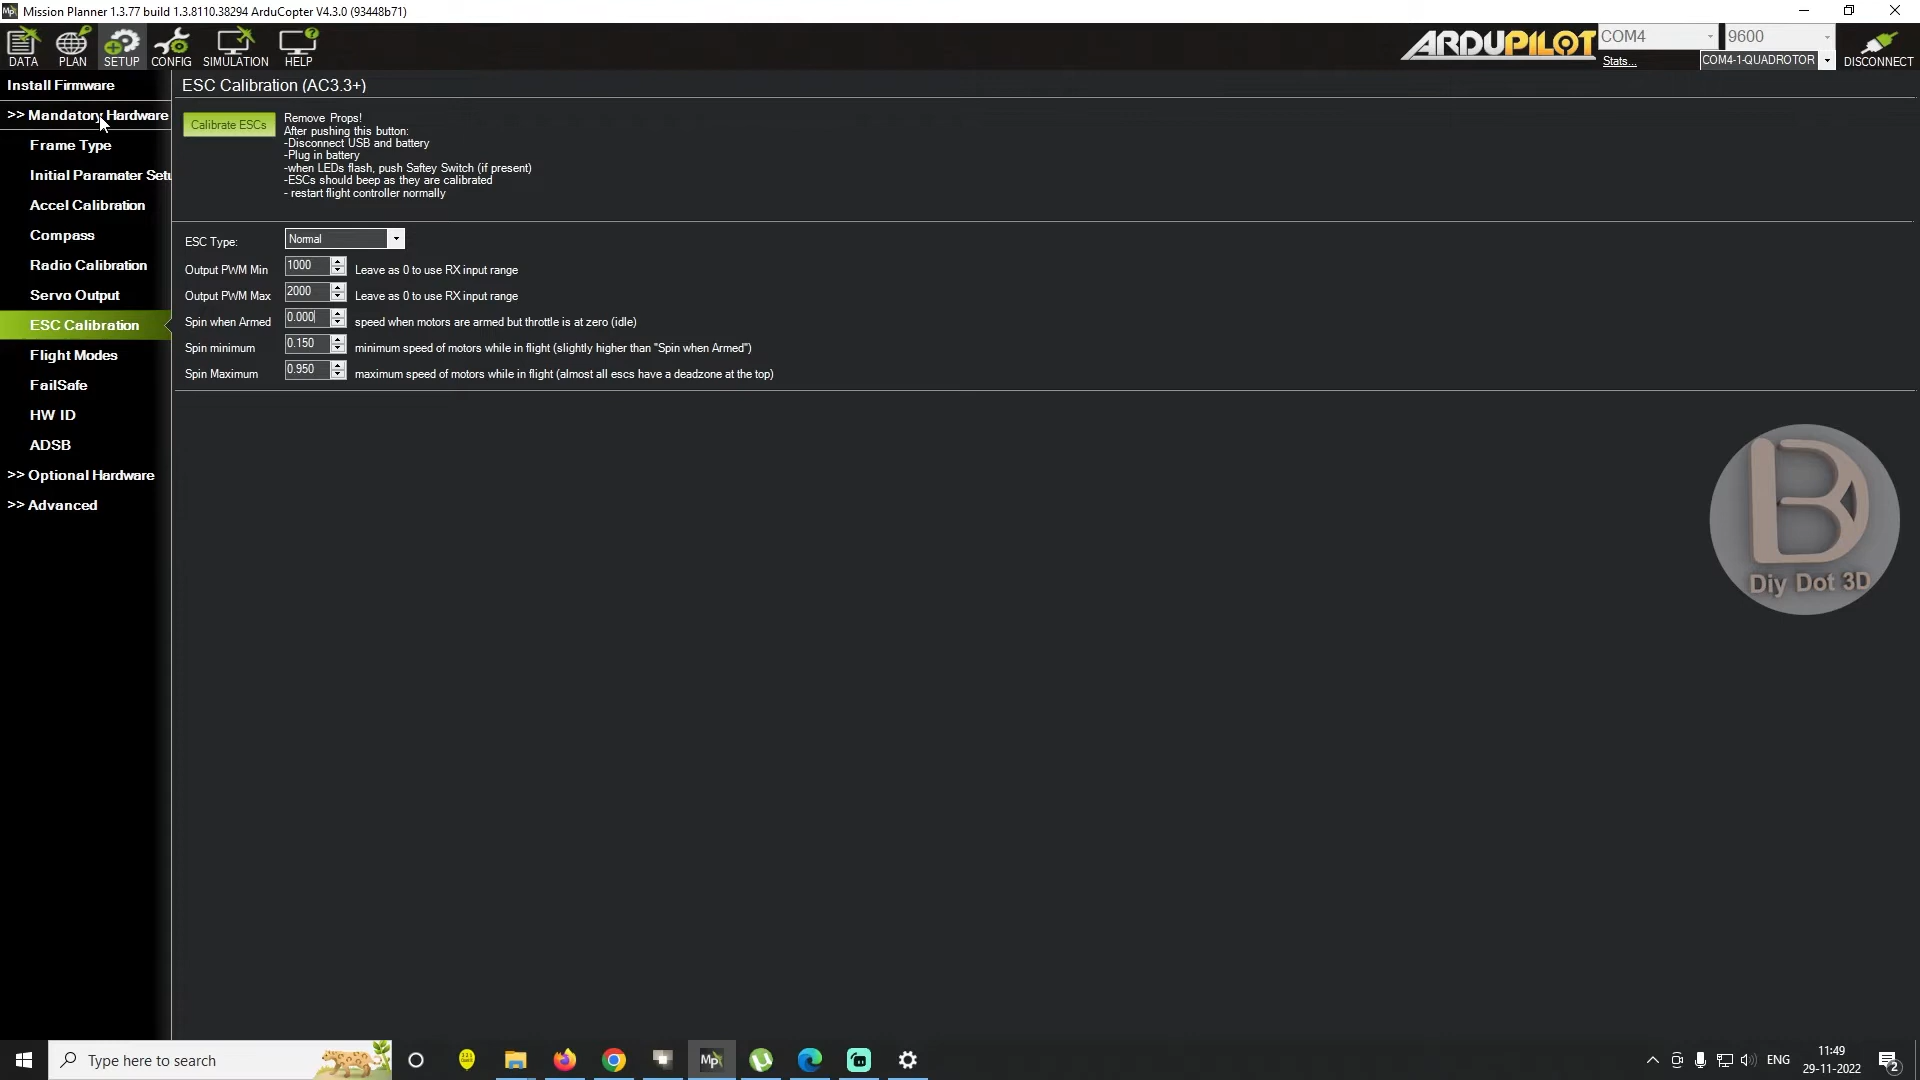 Mission Planner 1.3.77 build 1.3.8110.38294 ArduCopter V4.3.0 (93448b71)
DATA PLAN SETUP CONFIG SIMULATION HELP
ARDUPILOT
COM4 9600
Stats... COM4-1-QUADROTOR DISCONNECT
Install Firmware
>> Mandatory Hardware
Frame Type
Initial Paramater Setu
Accel Calibration
Compass
Radio Calibration
Servo Output
ESC Calibration
Flight Modes
FailSafe
HW ID
ADSB
>> Optional Hardware
>> Advanced
ESC Calibration (AC3.3+)
Calibrate ESCs
Remove Props!
After pushing this button:
-Disconnect USB and battery
-Plug in battery
-when LEDs flash, push Saftey Switch (if present)
-ESCs should beep as they are calibrated
- restart flight controller normally
ESC Type: Normal
Output PWM Min 1000 Leave as 0 to use RX input range
Output PWM Max 2000 Leave as 0 to use RX input range
Spin when Armed 0.000 speed when motors are armed but throttle is at zero (idle)
Spin minimum 0.150 minimum speed of motors while in flight (slightly higher than "Spin when Armed")
Spin Maximum 0.950 maximum speed of motors while in flight (almost all escs have a deadzone at the top)
Diy Dot 3D
Type here to search
ENG
11:49
29-11-2022
2